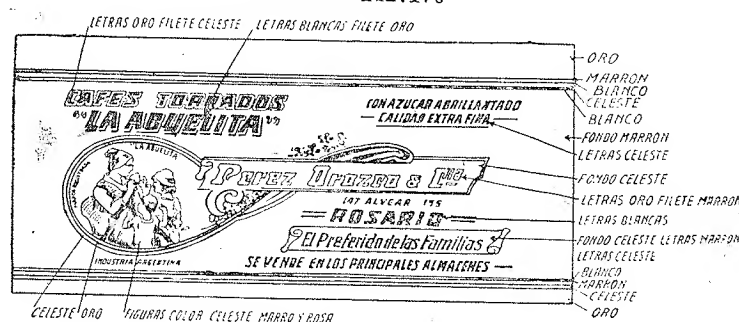 LETRAS ORO FILETE CELESTE
LETRAS BLANCAS FILETE ORO
ORO
MARRON
BLANCO
CELESTE
BLANCO
FONDO MARRON
LETRAS CELESTE
FONDO CELESTE
LETRAS ORO FILETE MARRON
LETRAS BLANCAS
FONDO CELESTE LETRAS MARRON
LETRAS CELESTE
BLANCO
MARRON
CELESTE
ORO
CAFES TORRADOS
"LA ABUELITA"
CON AZUCAR ABRILLANTADO
CALIDAD EXTRA FINA
LA ABUELITA
INDUSTRIA ARGENTINA
Perez Orozco & Cia
ALVEAR 195
ROSARIO
El Preferido de las Familias
SE VENDE EN LOS PRINCIPALES ALMACENES
CELESTE ORO
FIGURAS COLOR CELESTE MARRO Y ROSA